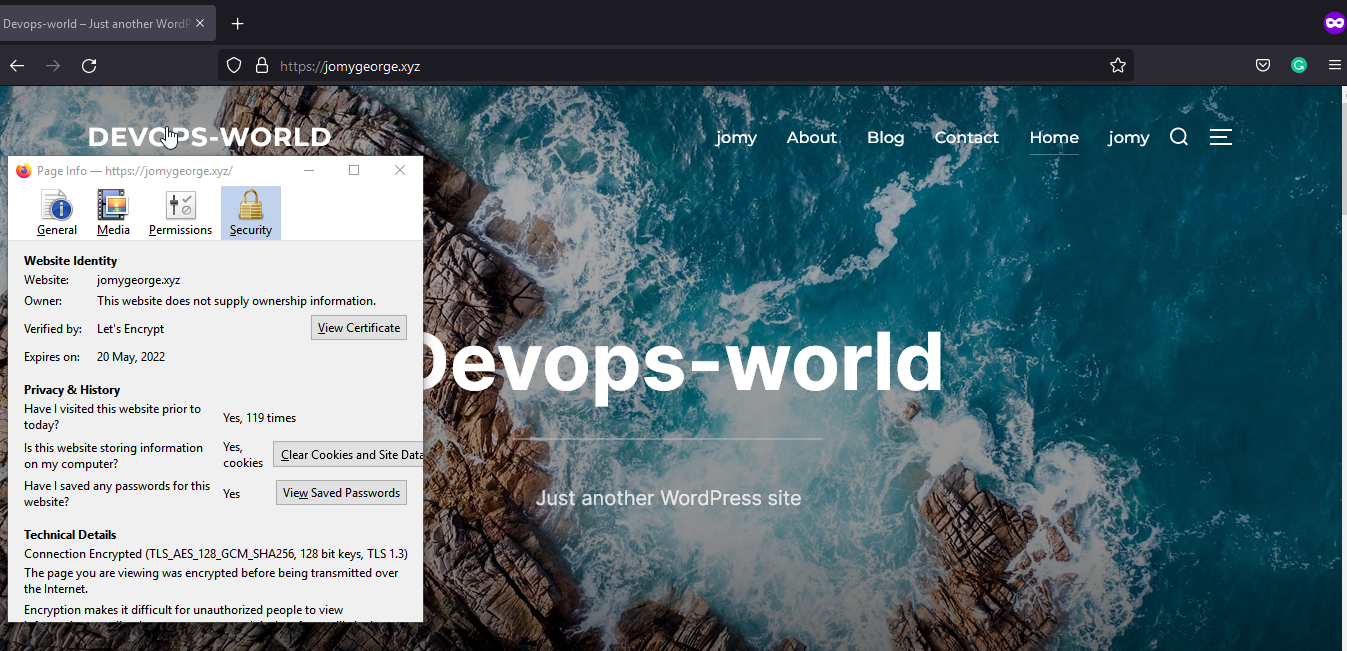 Devops-world – Just another WordP
https://jomygeorge.xyz
DEVOPS-WORLD
jomy About Blog Contact Home jomy
Page Info — https://jomygeorge.xyz/
General Media Permissions Security
Website Identity
Website: jomygeorge.xyz
Owner: This website does not supply ownership information.
Verified by: Let's Encrypt View Certificate
Expires on: 20 May, 2022
Privacy & History
Have I visited this website prior to
today?
Yes, 119 times
Is this website storing information
on my computer?
Yes,
cookies
Clear Cookies and Site Data
Have I saved any passwords for this
website?
Yes
View Saved Passwords
Technical Details
Connection Encrypted (TLS_AES_128_GCM_SHA256, 128 bit keys, TLS 1.3)
The page you are viewing was encrypted before being transmitted over
the Internet.
Encryption makes it difficult for unauthorized people to view
Devops-world
Just another WordPress site